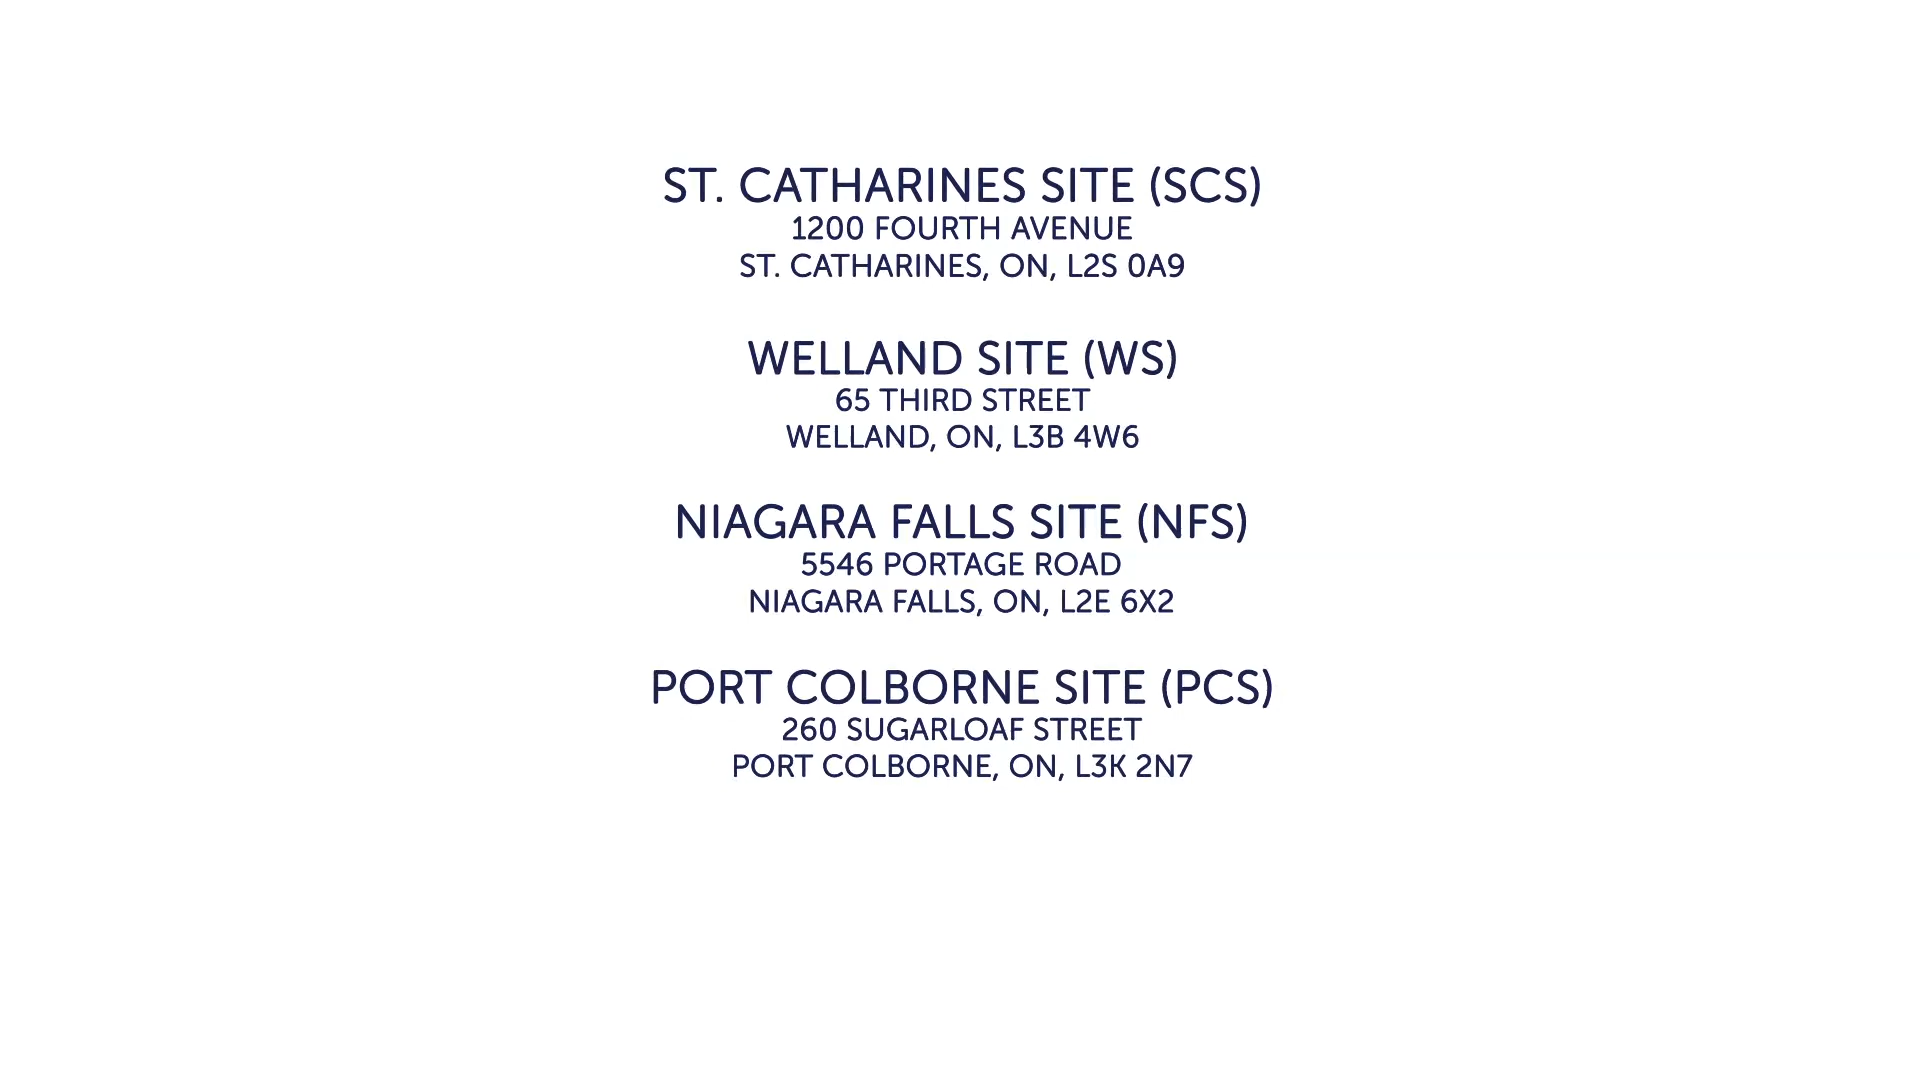 ST. CATHARINES SITE (SCS)
1200 FOURTH AVENUE
ST. CATHARINES, ON, L2S 0A9
WELLAND SITE (WS)
65 THIRD STREET
WELLAND, ON, L3B 4W6
NIAGARA FALLS SITE (NFS)
5546 PORTAGE ROAD
NIAGARA FALLS, ON, L2E 6X2
PORT COLBORNE SITE (PCS)
260 SUGARLOAF STREET
PORT COLBORNE, ON, L3K 2N7